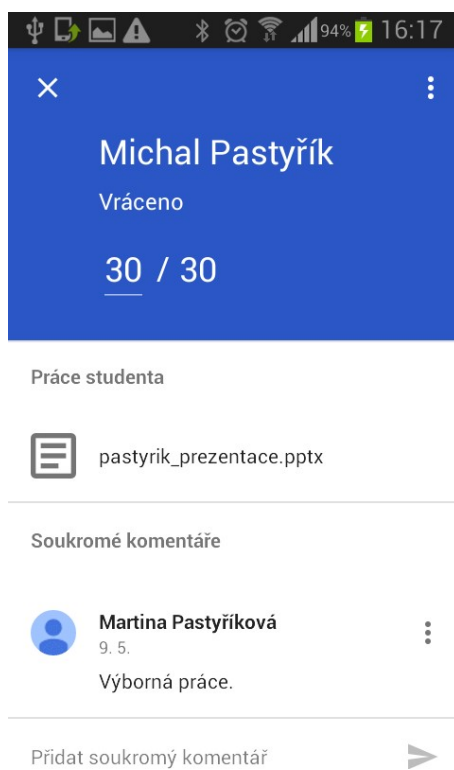 94% 16:17
Michal Pastyřík
Vráceno
30 / 30
Práce studenta
pastyrik_prezentace.pptx
Soukromé komentáře
Martina Pastyříková
9. 5.
Výborná práce.
Přidat soukromý komentář